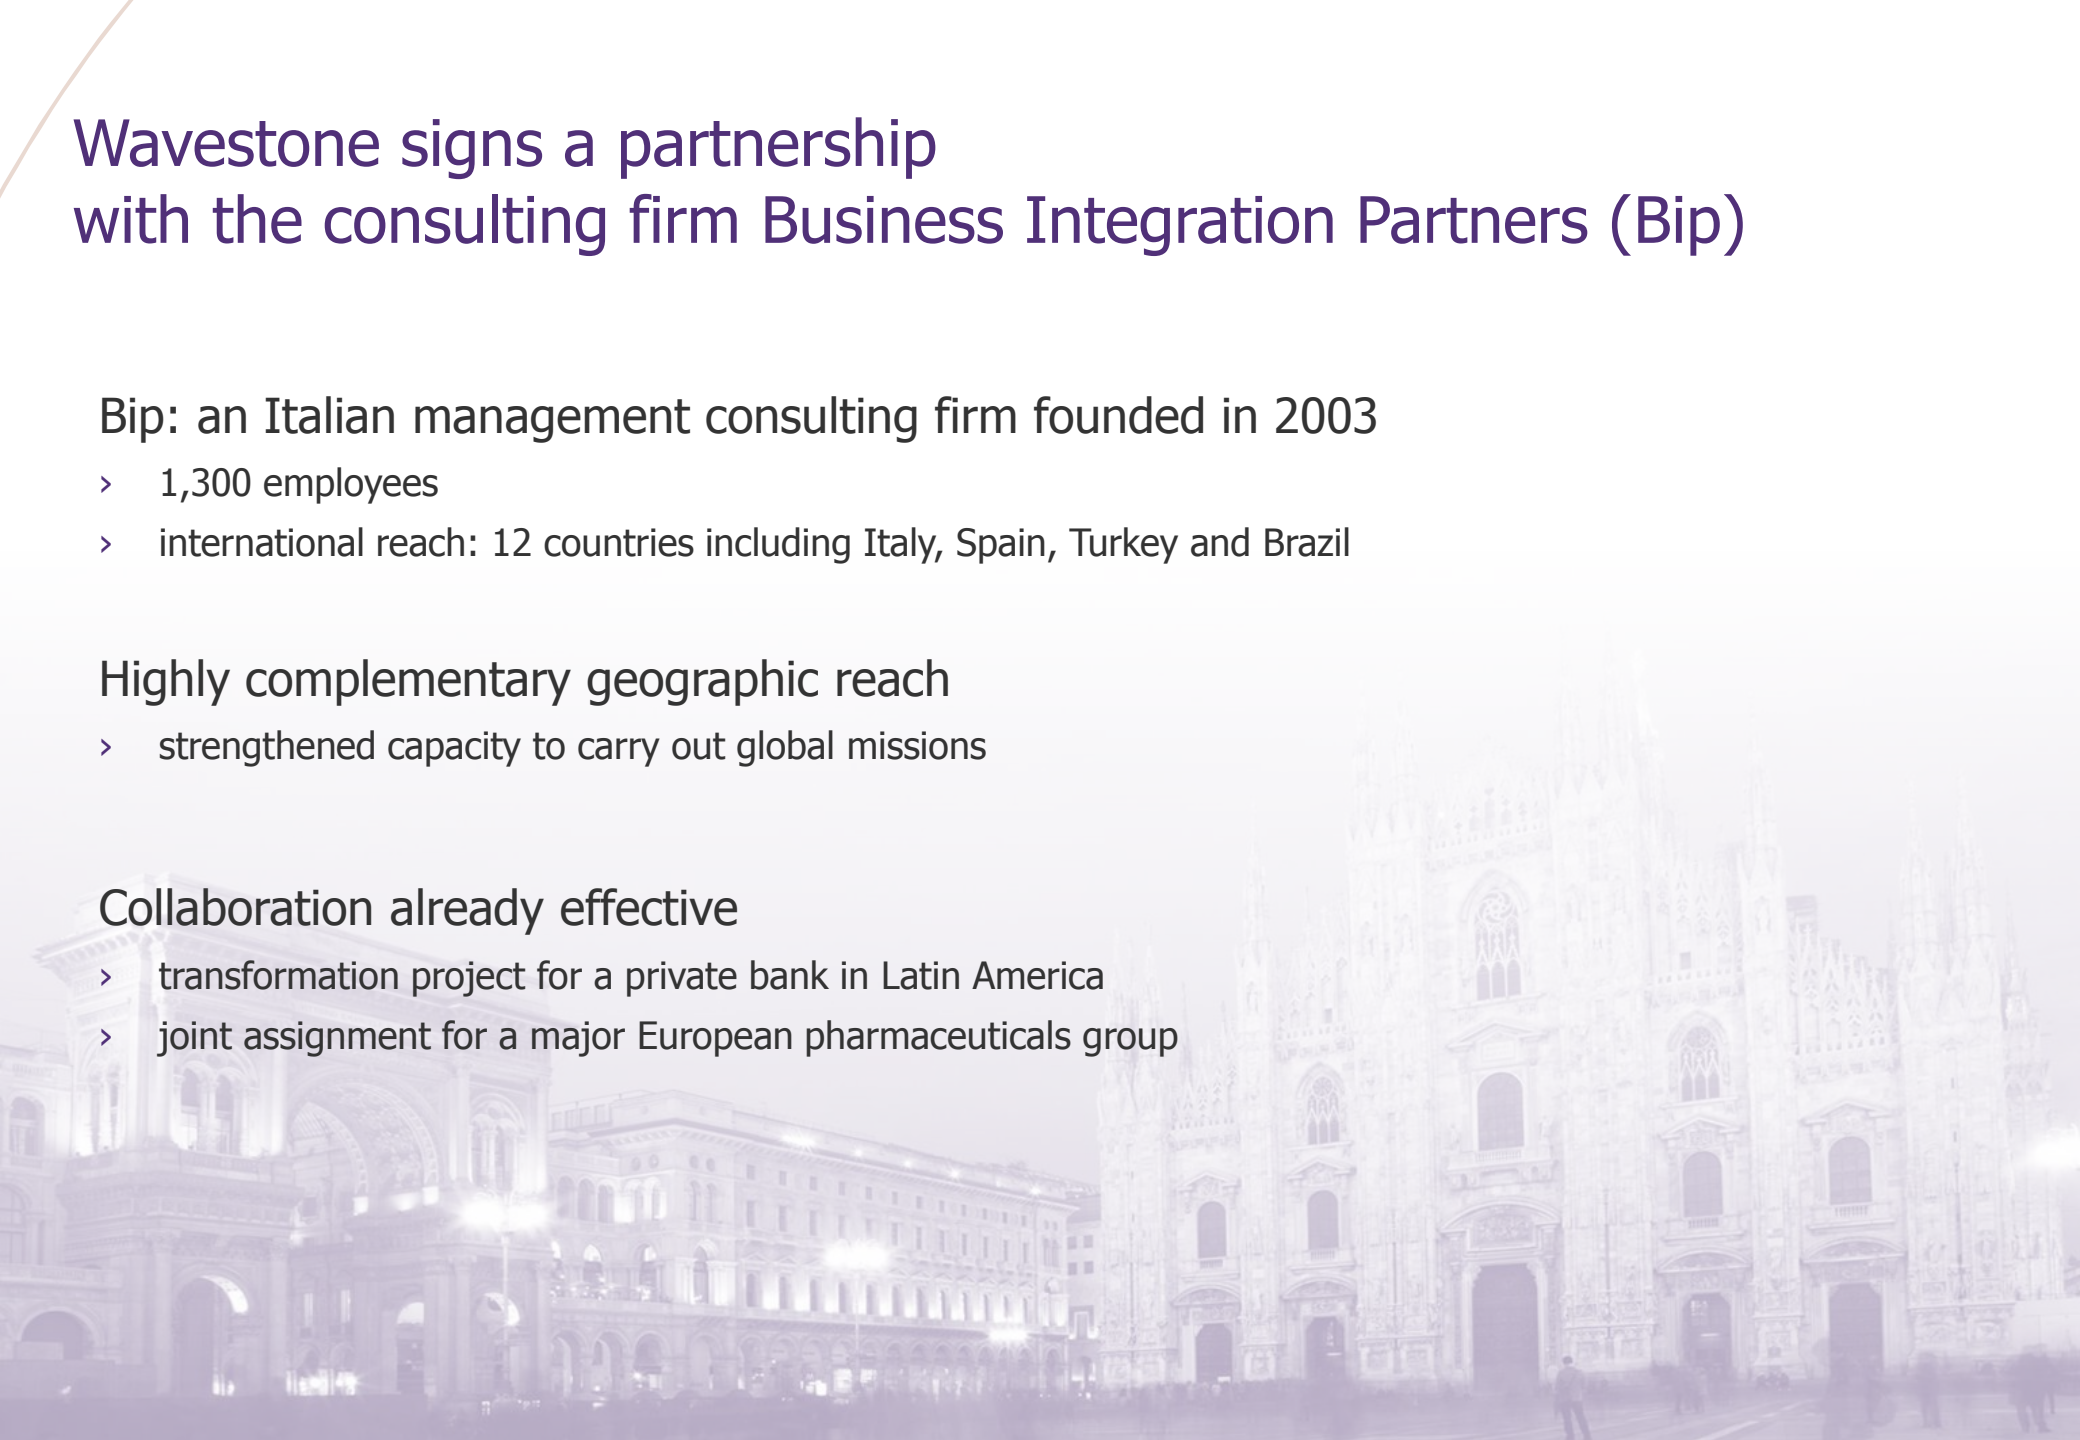 Wavestone signs a partnership
with the consulting firm Business Integration Partners (Bip)
Bip: an Italian management consulting firm founded in 2003
› 1,300 employees
› international reach: 12 countries including Italy, Spain, Turkey and Brazil
Highly complementary geographic reach
› strengthened capacity to carry out global missions
Collaboration already effective
› transformation project for a private bank in Latin America
› joint assignment for a major European pharmaceuticals group